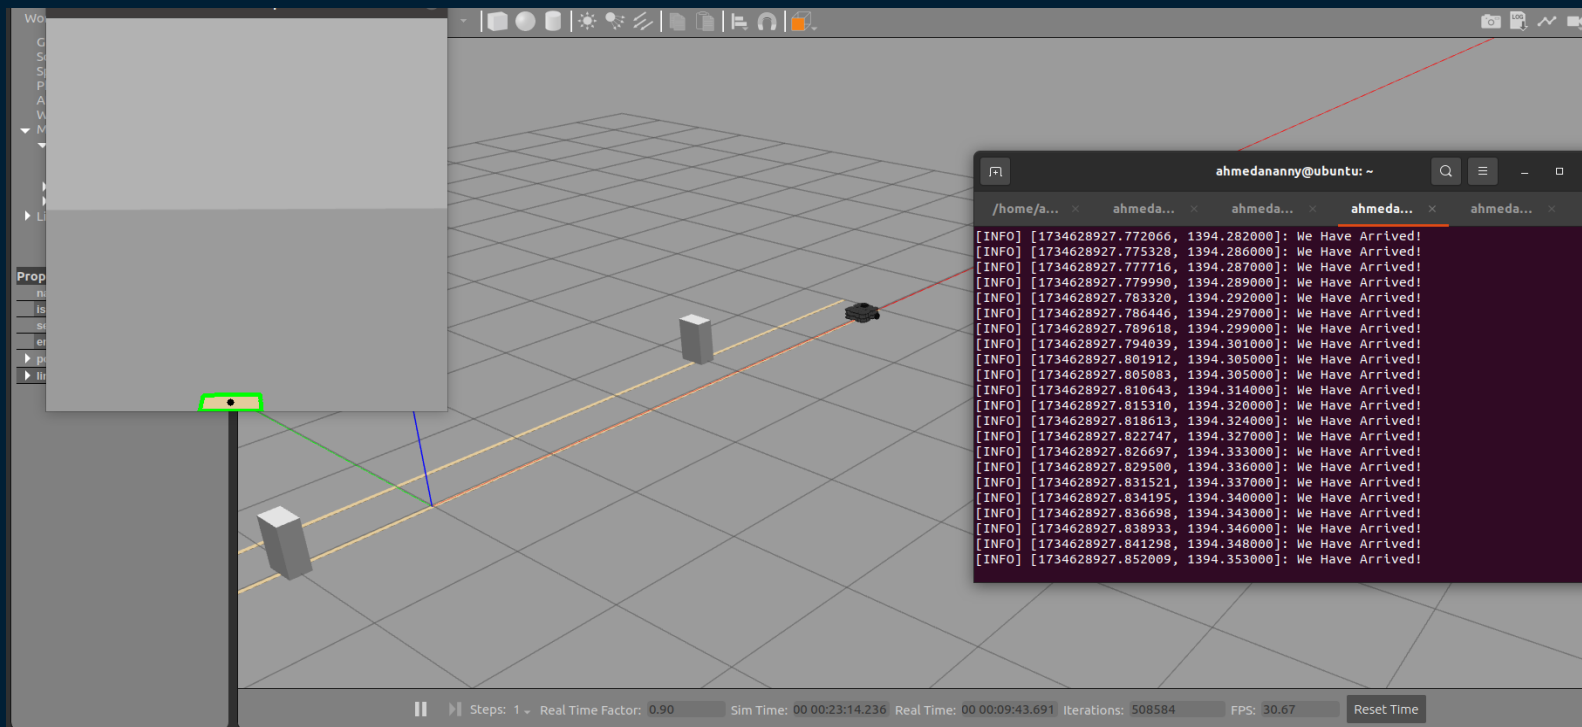 Wo
G
Sc
Sp
P
A
W
M
Li
Prop
na
is
se
en
po
lin
LOG
ahmedananny@ubuntu: ~
/home/a... × ahmeda... × ahmeda... × ahmeda... × ahmeda... ×
[INFO] [1734628927.772066, 1394.282000]: We Have Arrived!
[INFO] [1734628927.775328, 1394.286000]: We Have Arrived!
[INFO] [1734628927.777716, 1394.287000]: We Have Arrived!
[INFO] [1734628927.779990, 1394.289000]: We Have Arrived!
[INFO] [1734628927.783320, 1394.292000]: We Have Arrived!
[INFO] [1734628927.786446, 1394.297000]: We Have Arrived!
[INFO] [1734628927.789618, 1394.299000]: We Have Arrived!
[INFO] [1734628927.794039, 1394.301000]: We Have Arrived!
[INFO] [1734628927.801912, 1394.305000]: We Have Arrived!
[INFO] [1734628927.805083, 1394.305000]: We Have Arrived!
[INFO] [1734628927.810643, 1394.314000]: We Have Arrived!
[INFO] [1734628927.815310, 1394.320000]: We Have Arrived!
[INFO] [1734628927.818613, 1394.324000]: We Have Arrived!
[INFO] [1734628927.822747, 1394.327000]: We Have Arrived!
[INFO] [1734628927.826697, 1394.333000]: We Have Arrived!
[INFO] [1734628927.829500, 1394.336000]: We Have Arrived!
[INFO] [1734628927.831521, 1394.337000]: We Have Arrived!
[INFO] [1734628927.834195, 1394.340000]: We Have Arrived!
[INFO] [1734628927.836698, 1394.343000]: We Have Arrived!
[INFO] [1734628927.838933, 1394.346000]: We Have Arrived!
[INFO] [1734628927.841298, 1394.348000]: We Have Arrived!
[INFO] [1734628927.852009, 1394.353000]: We Have Arrived!
Steps: 1 Real Time Factor: 0.90 Sim Time: 00 00:23:14.236 Real Time: 00 00:09:43.691 Iterations: 508584 FPS: 30.67 Reset Time